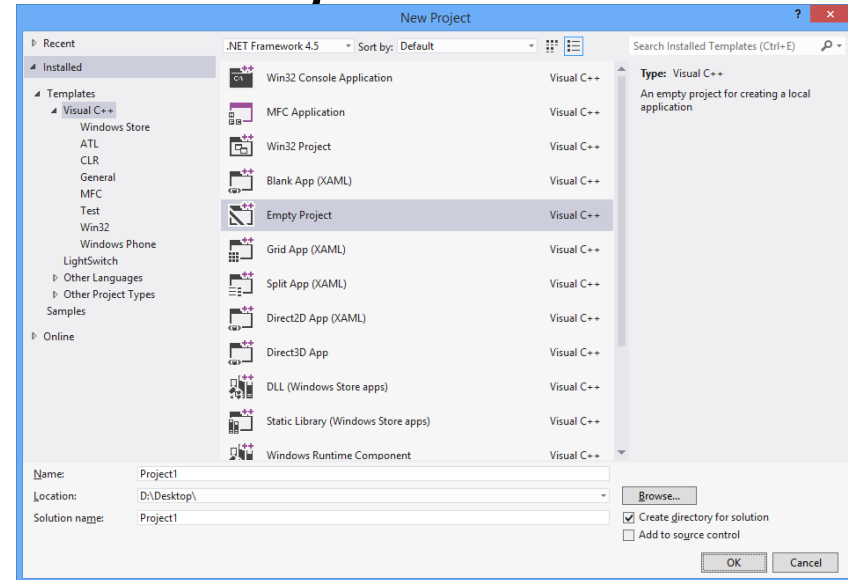 New Project
? ×
Recent
Installed
Templates
Visual C++
Windows Store
ATL
CLR
General
MFC
Test
Win32
Windows Phone
LightSwitch
Other Languages
Other Project Types
Samples
Online
.NET Framework 4.5 Sort by: Default
Win32 Console Application Visual C++
MFC Application Visual C++
Win32 Project Visual C++
Blank App (XAML) Visual C++
Empty Project Visual C++
Grid App (XAML) Visual C++
Split App (XAML) Visual C++
Direct2D App (XAML) Visual C++
Direct3D App Visual C++
DLL (Windows Store apps) Visual C++
Static Library (Windows Store apps) Visual C++
Windows Runtime Component Visual C++
Search Installed Templates (Ctrl+E)
Type: Visual C++
An empty project for creating a local
application
Name: Project1
Location: D:\Desktop\
Solution name: Project1
Browse...
Create directory for solution
Add to source control
OK Cancel